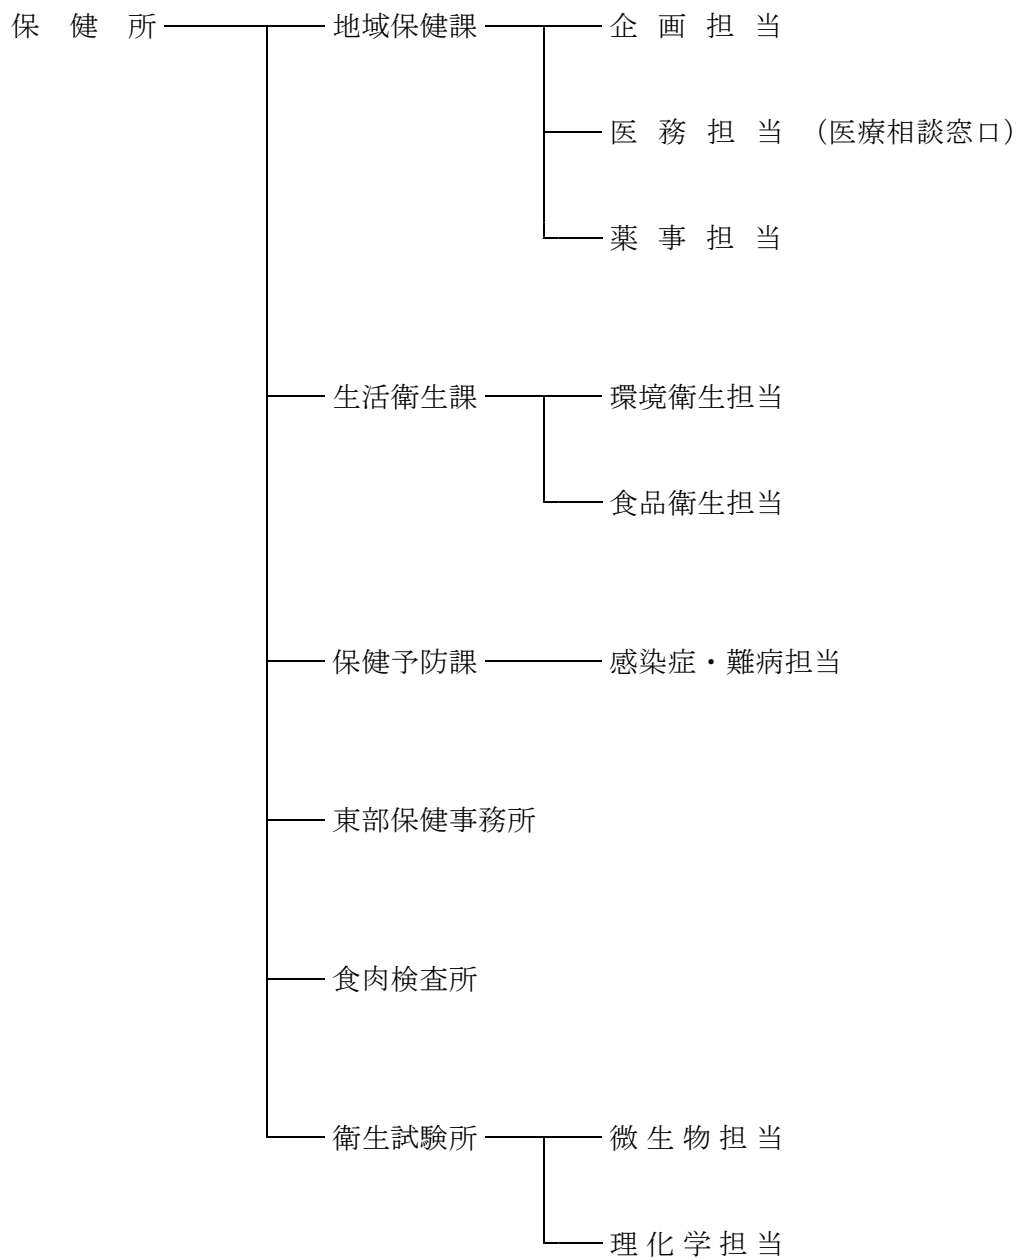 保健所 地域保健課 企画担当
医務担当 （医療相談窓口）
薬事担当
生活衛生課 環境衛生担当
食品衛生担当
保健予防課 感染症・難病担当
東部保健事務所
食肉検査所
衛生試験所 微生物担当
理化学担当